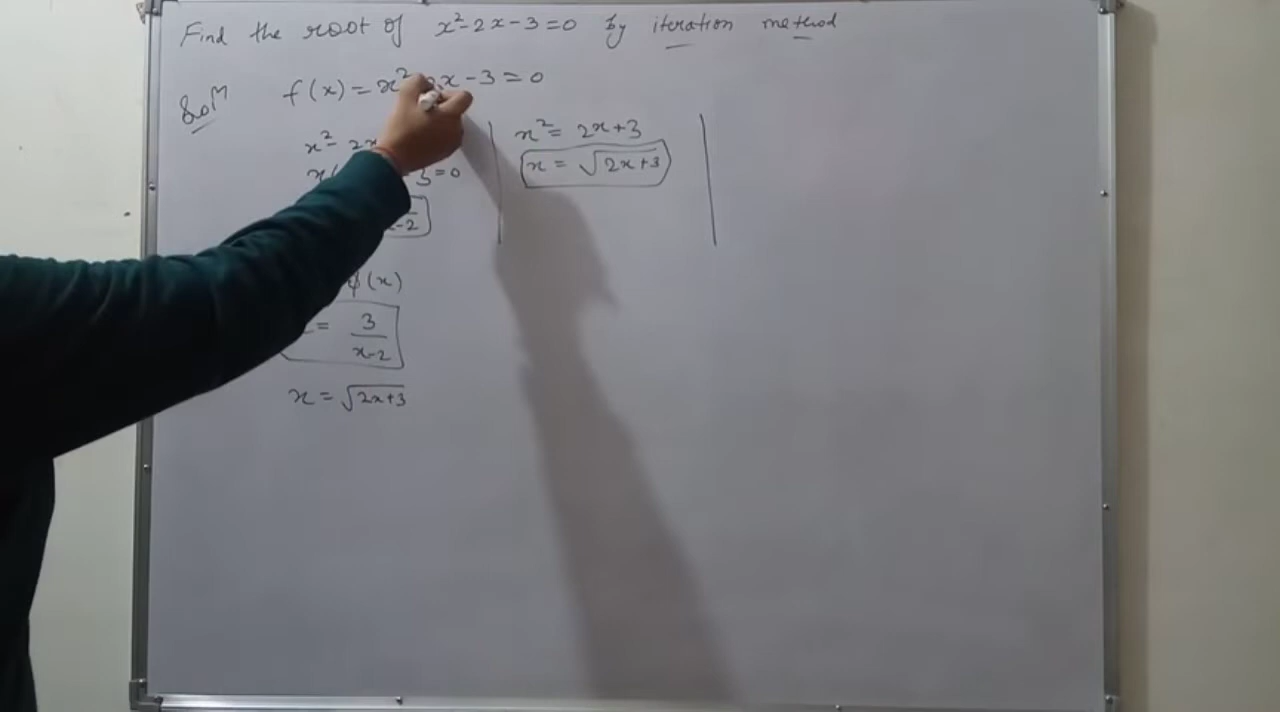 Find the root of x²-2x-3=0 by iteration method
Solⁿ f(x) = x² 2x-3=0
x²- 2x
x( -3=0
x-2
φ(x)
= 3/(x-2)
x = √(2x+3)
x² = 2x+3
x = √(2x+3)